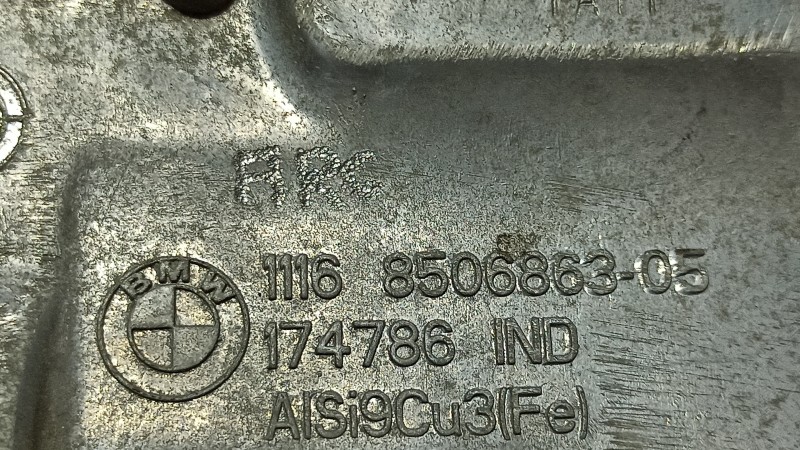 ARC
BMW
1116 8506863-05
174786 IND
AlSi9Cu3(Fe)